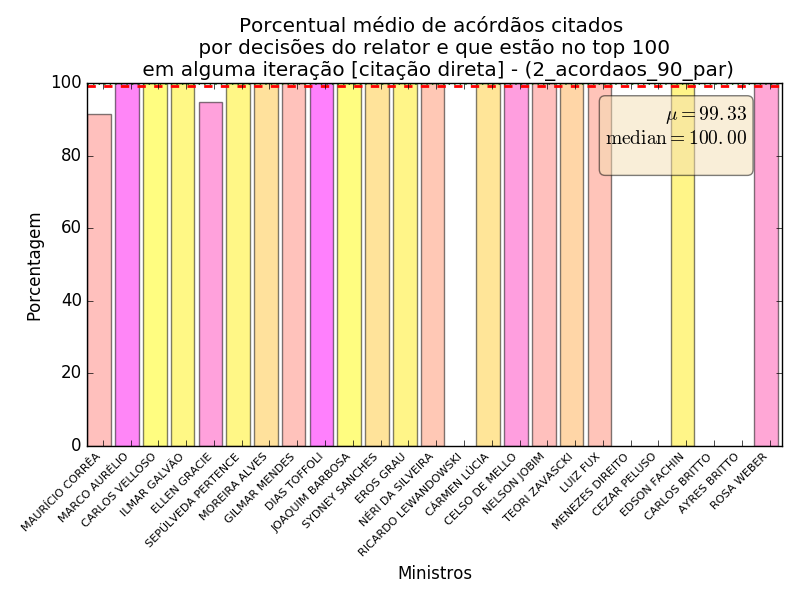 Porcentual médio de acórdãos citados
por decisões do relator e que estão no top 100
em alguma iteração [citação direta] - (2_acordaos_90_par)
100
80
60
40
20
0
Porcentagem
μ = 99.33
median = 100.00
MAURÍCIO CORRÊA
MARCO AURÉLIO
CARLOS VELLOSO
ILMAR GALVÃO
ELLEN GRACIE
SEPÚLVEDA PERTENCE
MOREIRA ALVES
GILMAR MENDES
DIAS TOFFOLI
JOAQUIM BARBOSA
SYDNEY SANCHES
EROS GRAU
NÉRI DA SILVEIRA
RICARDO LEWANDOWSKI
CÁRMEN LÚCIA
CELSO DE MELLO
NELSON JOBIM
TEORI ZAVASCKI
LUIZ FUX
MENEZES DIREITO
CEZAR PELUSO
EDSON FACHIN
CARLOS BRITTO
AYRES BRITTO
ROSA WEBER
Ministros